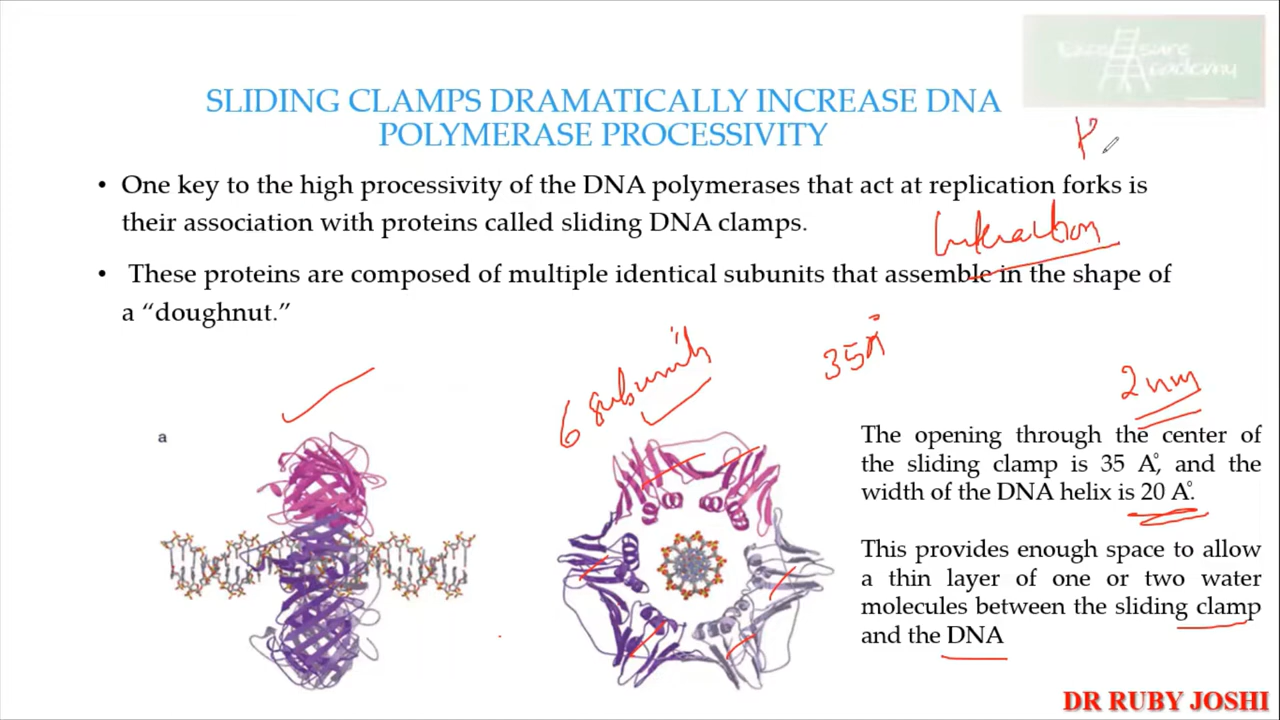 SLIDING CLAMPS DRAMATICALLY INCREASE DNA
POLYMERASE PROCESSIVITY
• One key to the high processivity of the DNA polymerases that act at replication forks is
their association with proteins called sliding DNA clamps.
Interaction
• These proteins are composed of multiple identical subunits that assemble in the shape of
a “doughnut.”
6 subunits
35Å
2nm
a
The opening through the center of
the sliding clamp is 35 A°, and the
width of the DNA helix is 20 A°.
This provides enough space to allow
a thin layer of one or two water
molecules between the sliding clamp
and the DNA
DR RUBY JOSHI